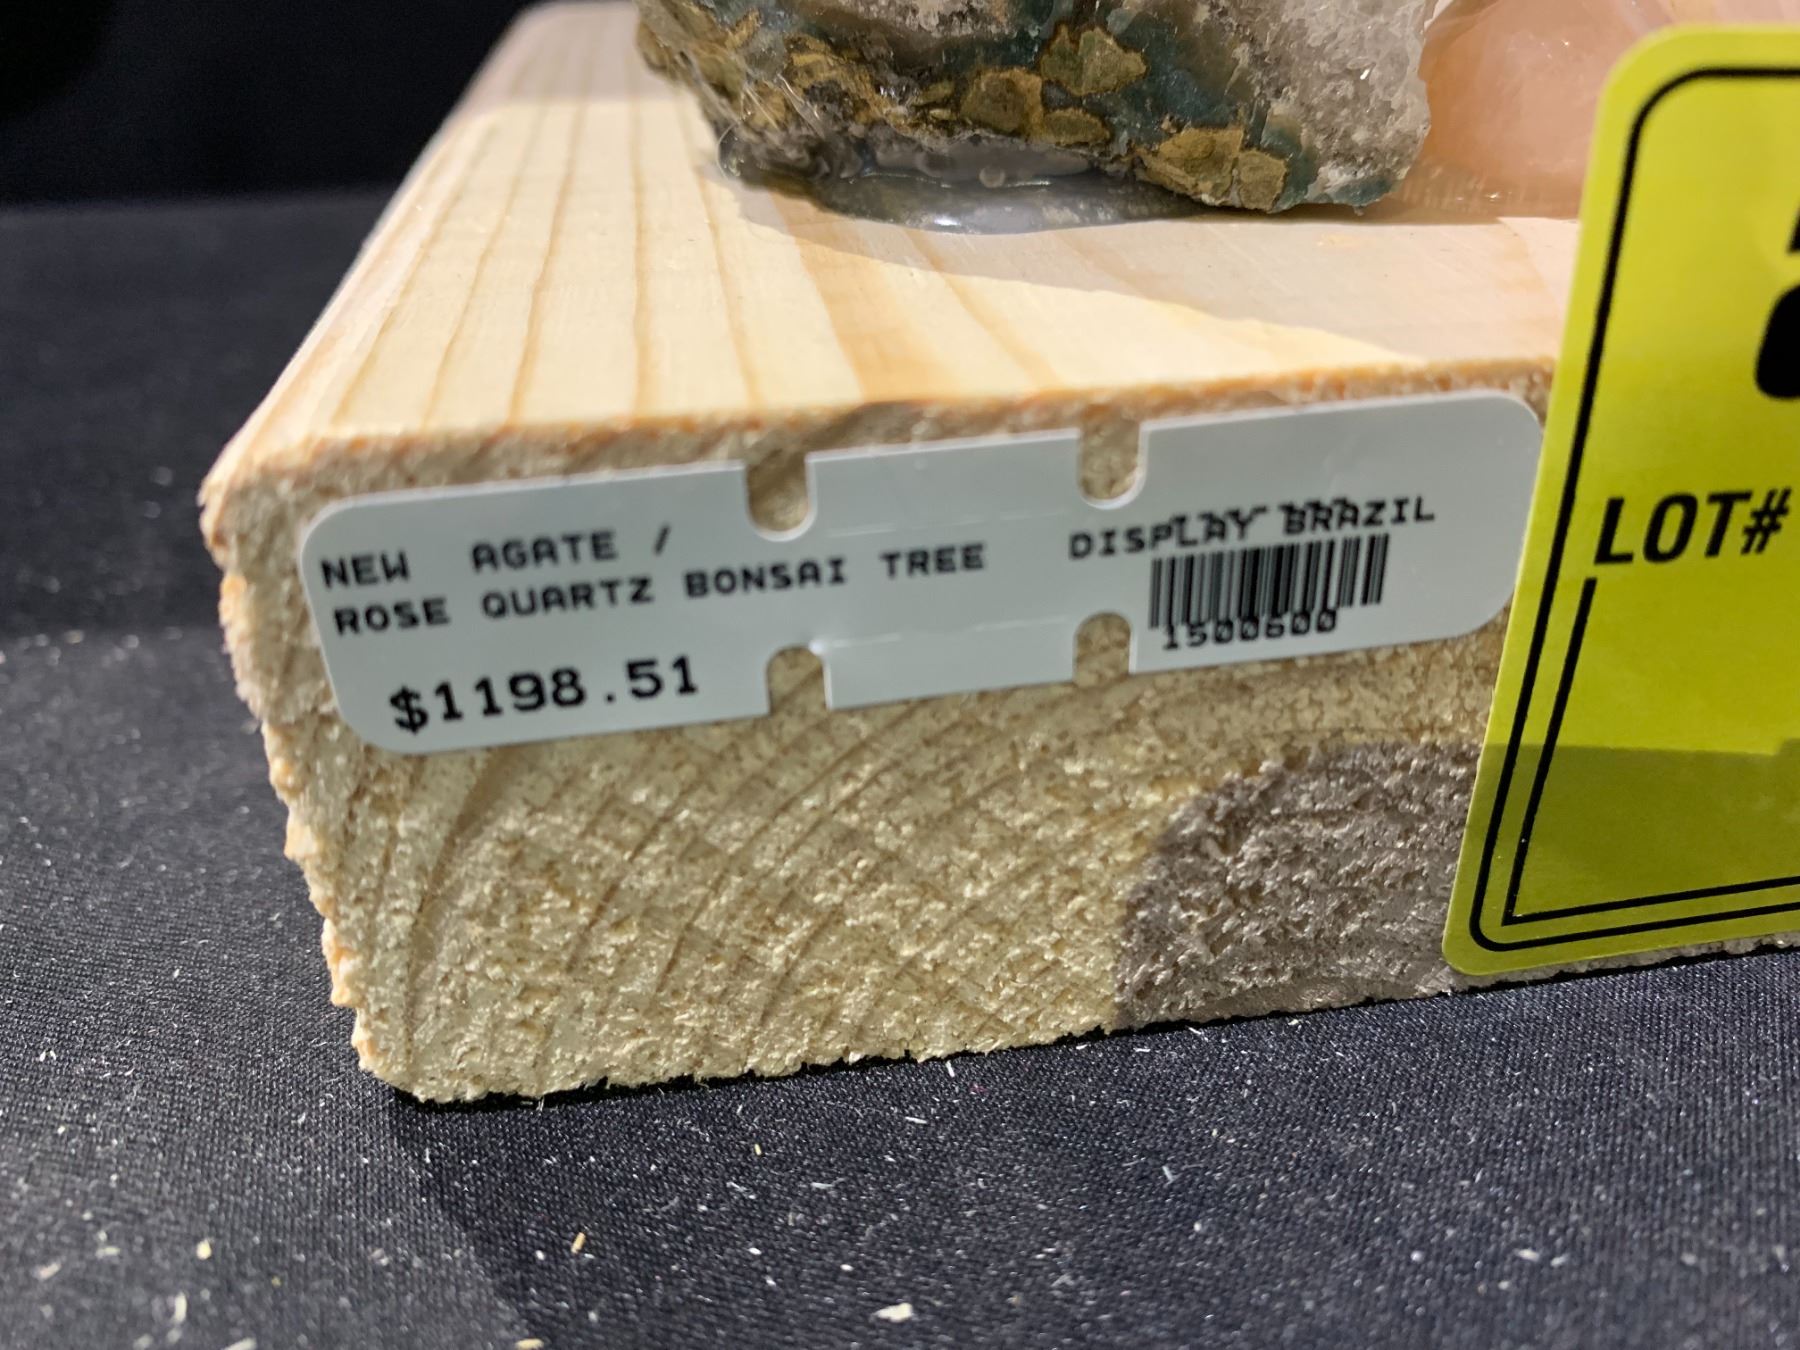 NEW AGATE /
ROSE QUARTZ BONSAI TREE
$1198.51
DISPLAY BRAZIL
1500600
LOT#